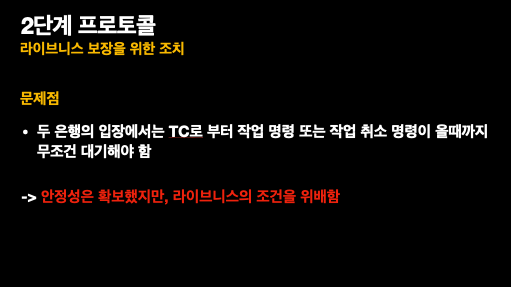 2단계 프로토콜
라이브니스 보장을 위한 조치
문제점
• 두 은행의 입장에서는 TC로 부터 작업 명령 또는 작업 취소 명령이 올때까지
무조건 대기해야 함
-> 안정성은 확보했지만, 라이브니스의 조건을 위배함